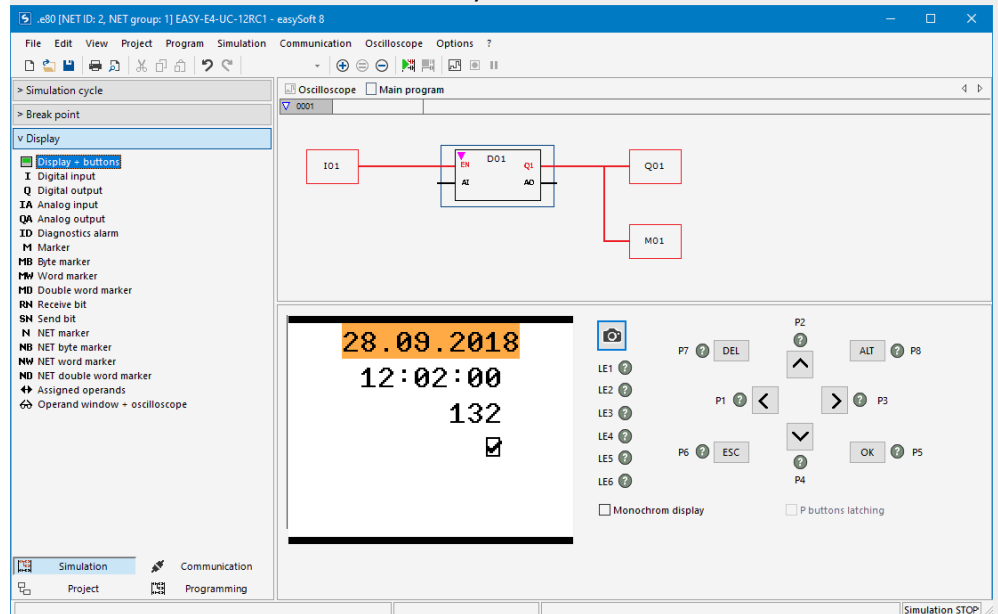 .e80 [NET ID: 2, NET group: 1] EASY-E4-UC-12RC1 - easySoft 8
File Edit View Project Program Simulation Communication Oscilloscope Options ?
> Simulation cycle
> Break point
v Display
Display + buttons
I Digital input
Q Digital output
IA Analog input
QA Analog output
ID Diagnostics alarm
M Marker
MB Byte marker
MW Word marker
MD Double word marker
RN Receive bit
SN Send bit
N NET marker
NB NET byte marker
NW NET word marker
ND NET double word marker
Assigned operands
Operand window + oscilloscope
Simulation Communication
Project Programming
Oscilloscope Main program
0001
I01
D01
EN Q1
AI AO
Q01
M01
28.09.2018
12:02:00
132
P2
?
P7 ? DEL ALT ? P8
LE1 ?
LE2 ?
P1 ? < > ? P3
LE3 ?
LE4 ?
P6 ? ESC OK ? P5
LE5 ?
?
LE6 ?
P4
Monochrom display P buttons latching
Simulation STOP